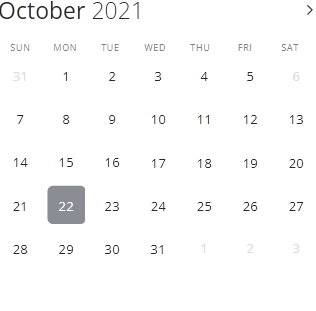 October 2021
SUN MON TUE WED THU FRI SAT
31 1 2 3 4 5 6
7 8 9 10 11 12 13
14 15 16 17 18 19 20
21 22 23 24 25 26 27
28 29 30 31 1 2 3